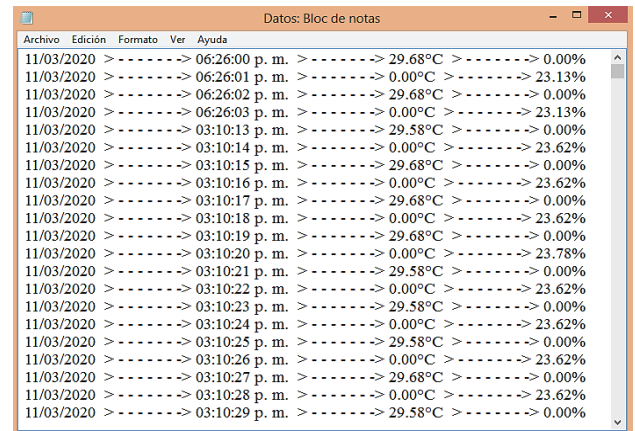 Datos: Bloc de notas
Archivo Edición Formato Ver Ayuda
11/03/2020 >-------> 06:26:00 p. m. >-------> 29.68°C >-------> 0.00%
11/03/2020 >-------> 06:26:01 p. m. >-------> 0.00°C >-------> 23.13%
11/03/2020 >-------> 06:26:02 p. m. >-------> 29.68°C >-------> 0.00%
11/03/2020 >-------> 06:26:03 p. m. >-------> 0.00°C >-------> 23.13%
11/03/2020 >-------> 03:10:13 p. m. >-------> 29.58°C >-------> 0.00%
11/03/2020 >-------> 03:10:14 p. m. >-------> 0.00°C >-------> 23.62%
11/03/2020 >-------> 03:10:15 p. m. >-------> 29.68°C >-------> 0.00%
11/03/2020 >-------> 03:10:16 p. m. >-------> 0.00°C >-------> 23.62%
11/03/2020 >-------> 03:10:17 p. m. >-------> 29.68°C >-------> 0.00%
11/03/2020 >-------> 03:10:18 p. m. >-------> 0.00°C >-------> 23.62%
11/03/2020 >-------> 03:10:19 p. m. >-------> 29.68°C >-------> 0.00%
11/03/2020 >-------> 03:10:20 p. m. >-------> 0.00°C >-------> 23.78%
11/03/2020 >-------> 03:10:21 p. m. >-------> 29.58°C >-------> 0.00%
11/03/2020 >-------> 03:10:22 p. m. >-------> 0.00°C >-------> 23.62%
11/03/2020 >-------> 03:10:23 p. m. >-------> 29.58°C >-------> 0.00%
11/03/2020 >-------> 03:10:24 p. m. >-------> 0.00°C >-------> 23.62%
11/03/2020 >-------> 03:10:25 p. m. >-------> 29.58°C >-------> 0.00%
11/03/2020 >-------> 03:10:26 p. m. >-------> 0.00°C >-------> 23.62%
11/03/2020 >-------> 03:10:27 p. m. >-------> 29.68°C >-------> 0.00%
11/03/2020 >-------> 03:10:28 p. m. >-------> 0.00°C >-------> 23.62%
11/03/2020 >-------> 03:10:29 p. m. >-------> 29.58°C >-------> 0.00%